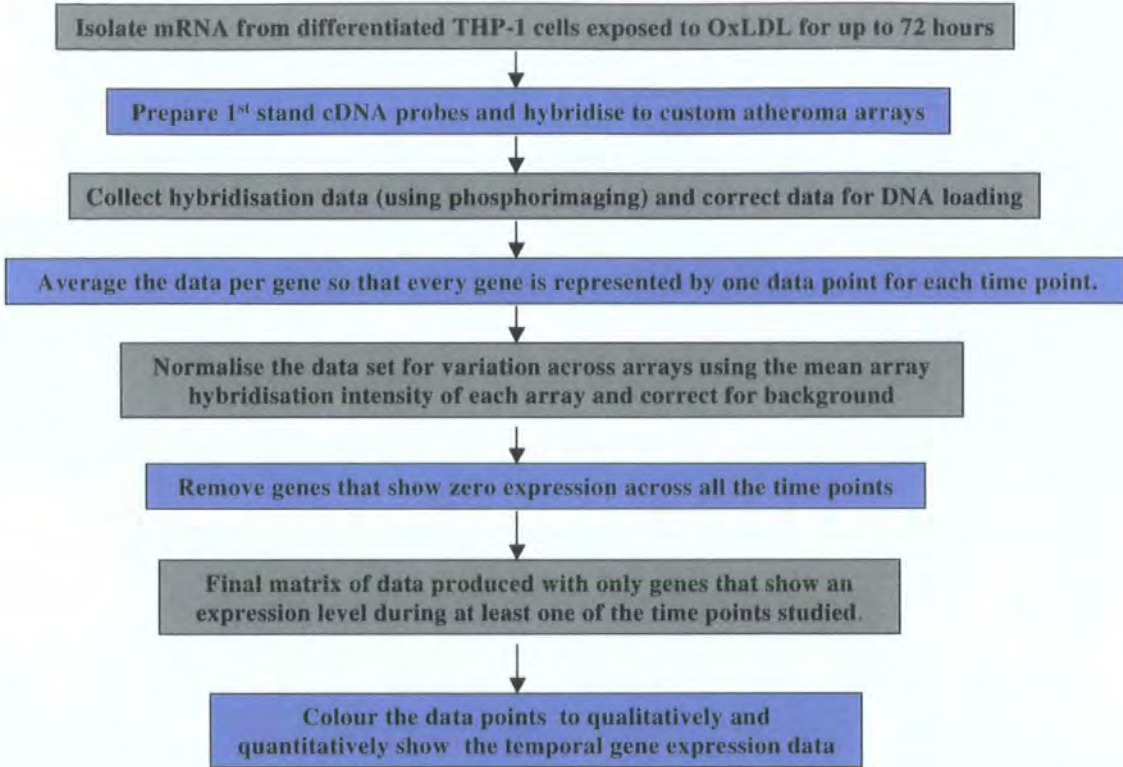 Isolate mRNA from differentiated THP-1 cells exposed to OxLDL for up to 72 hours
Prepare 1st stand cDNA probes and hybridise to custom atheroma arrays
Collect hybridisation data (using phosphorimaging) and correct data for DNA loading
Average the data per gene so that every gene is represented by one data point for each time point.
Normalise the data set for variation across arrays using the mean array
hybridisation intensity of each array and correct for background
Remove genes that show zero expression across all the time points
Final matrix of data produced with only genes that show an
expression level during at least one of the time points studied.
Colour the data points to qualitatively and
quantitatively show the temporal gene expression data